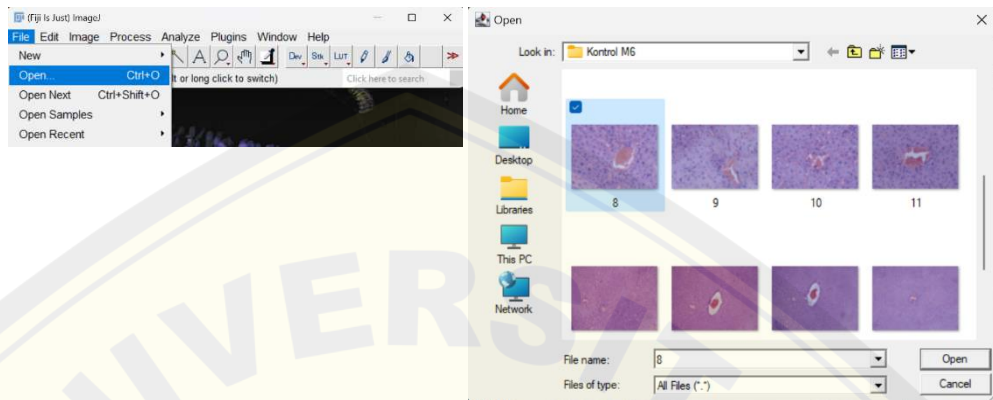 (Fiji Is Just) ImageJ
File Edit Image Process Analyze Plugins Window Help
New
Open... Ctrl+O
Open Next Ctrl+Shift+O
Open Samples
Open Recent
A Dev Stk LUT
lt or long click to switch)
Click here to search
Open
Look in: Kontrol M6
Home
Desktop
Libraries
This PC
Network
8 9 10 11
File name: 8 Open
Files of type: All Files (*.*) Cancel
UNIVERSIT